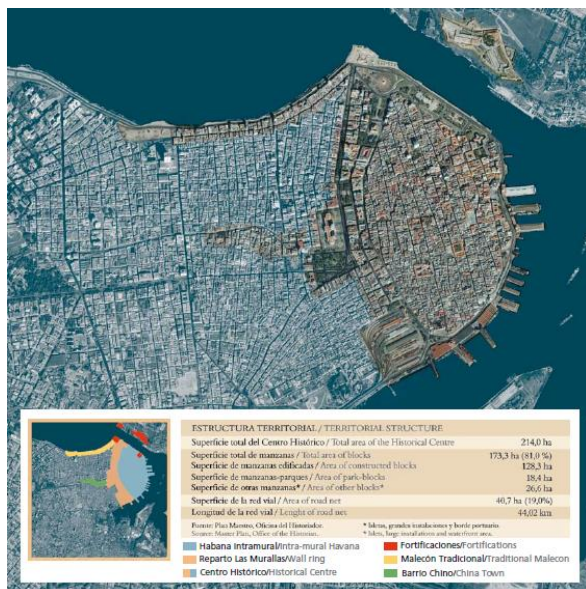 ESTRUCTURA TERRITORIAL / TERRITORIAL STRUCTURE
Superficie total del Centro Histórico / Total area of the Historical Centre 214,0 ha
Superficie total de manzanas / Total area of blocks 173,3 ha (81,0 %)
Superficie de manzanas edificadas / Area of constructed blocks 128,3 ha
Superficie de manzanas-parques / Area of park-blocks 18,4 ha
Superficie de otras manzanas* / Area of other blocks* 26,6 ha
Superficie de la red vial / Area of road net 40,7 ha (19,0%)
Longitud de la red vial / Lenght of road net 44,02 km
Fuente: Plan Maestro, Oficina del Historiador. * Isletas, grandes instalaciones y borde portuario.
Source: Master Plan, Office of the Historian. * Islets, large installations and waterfront area.
Habana Intramural/Intra-mural Havana Fortificaciones/Fortifications
Reparto Las Murallas/Wall ring Malecón Tradicional/Traditional Malecon
Centro Histórico/Historical Centre Barrio Chino/China Town